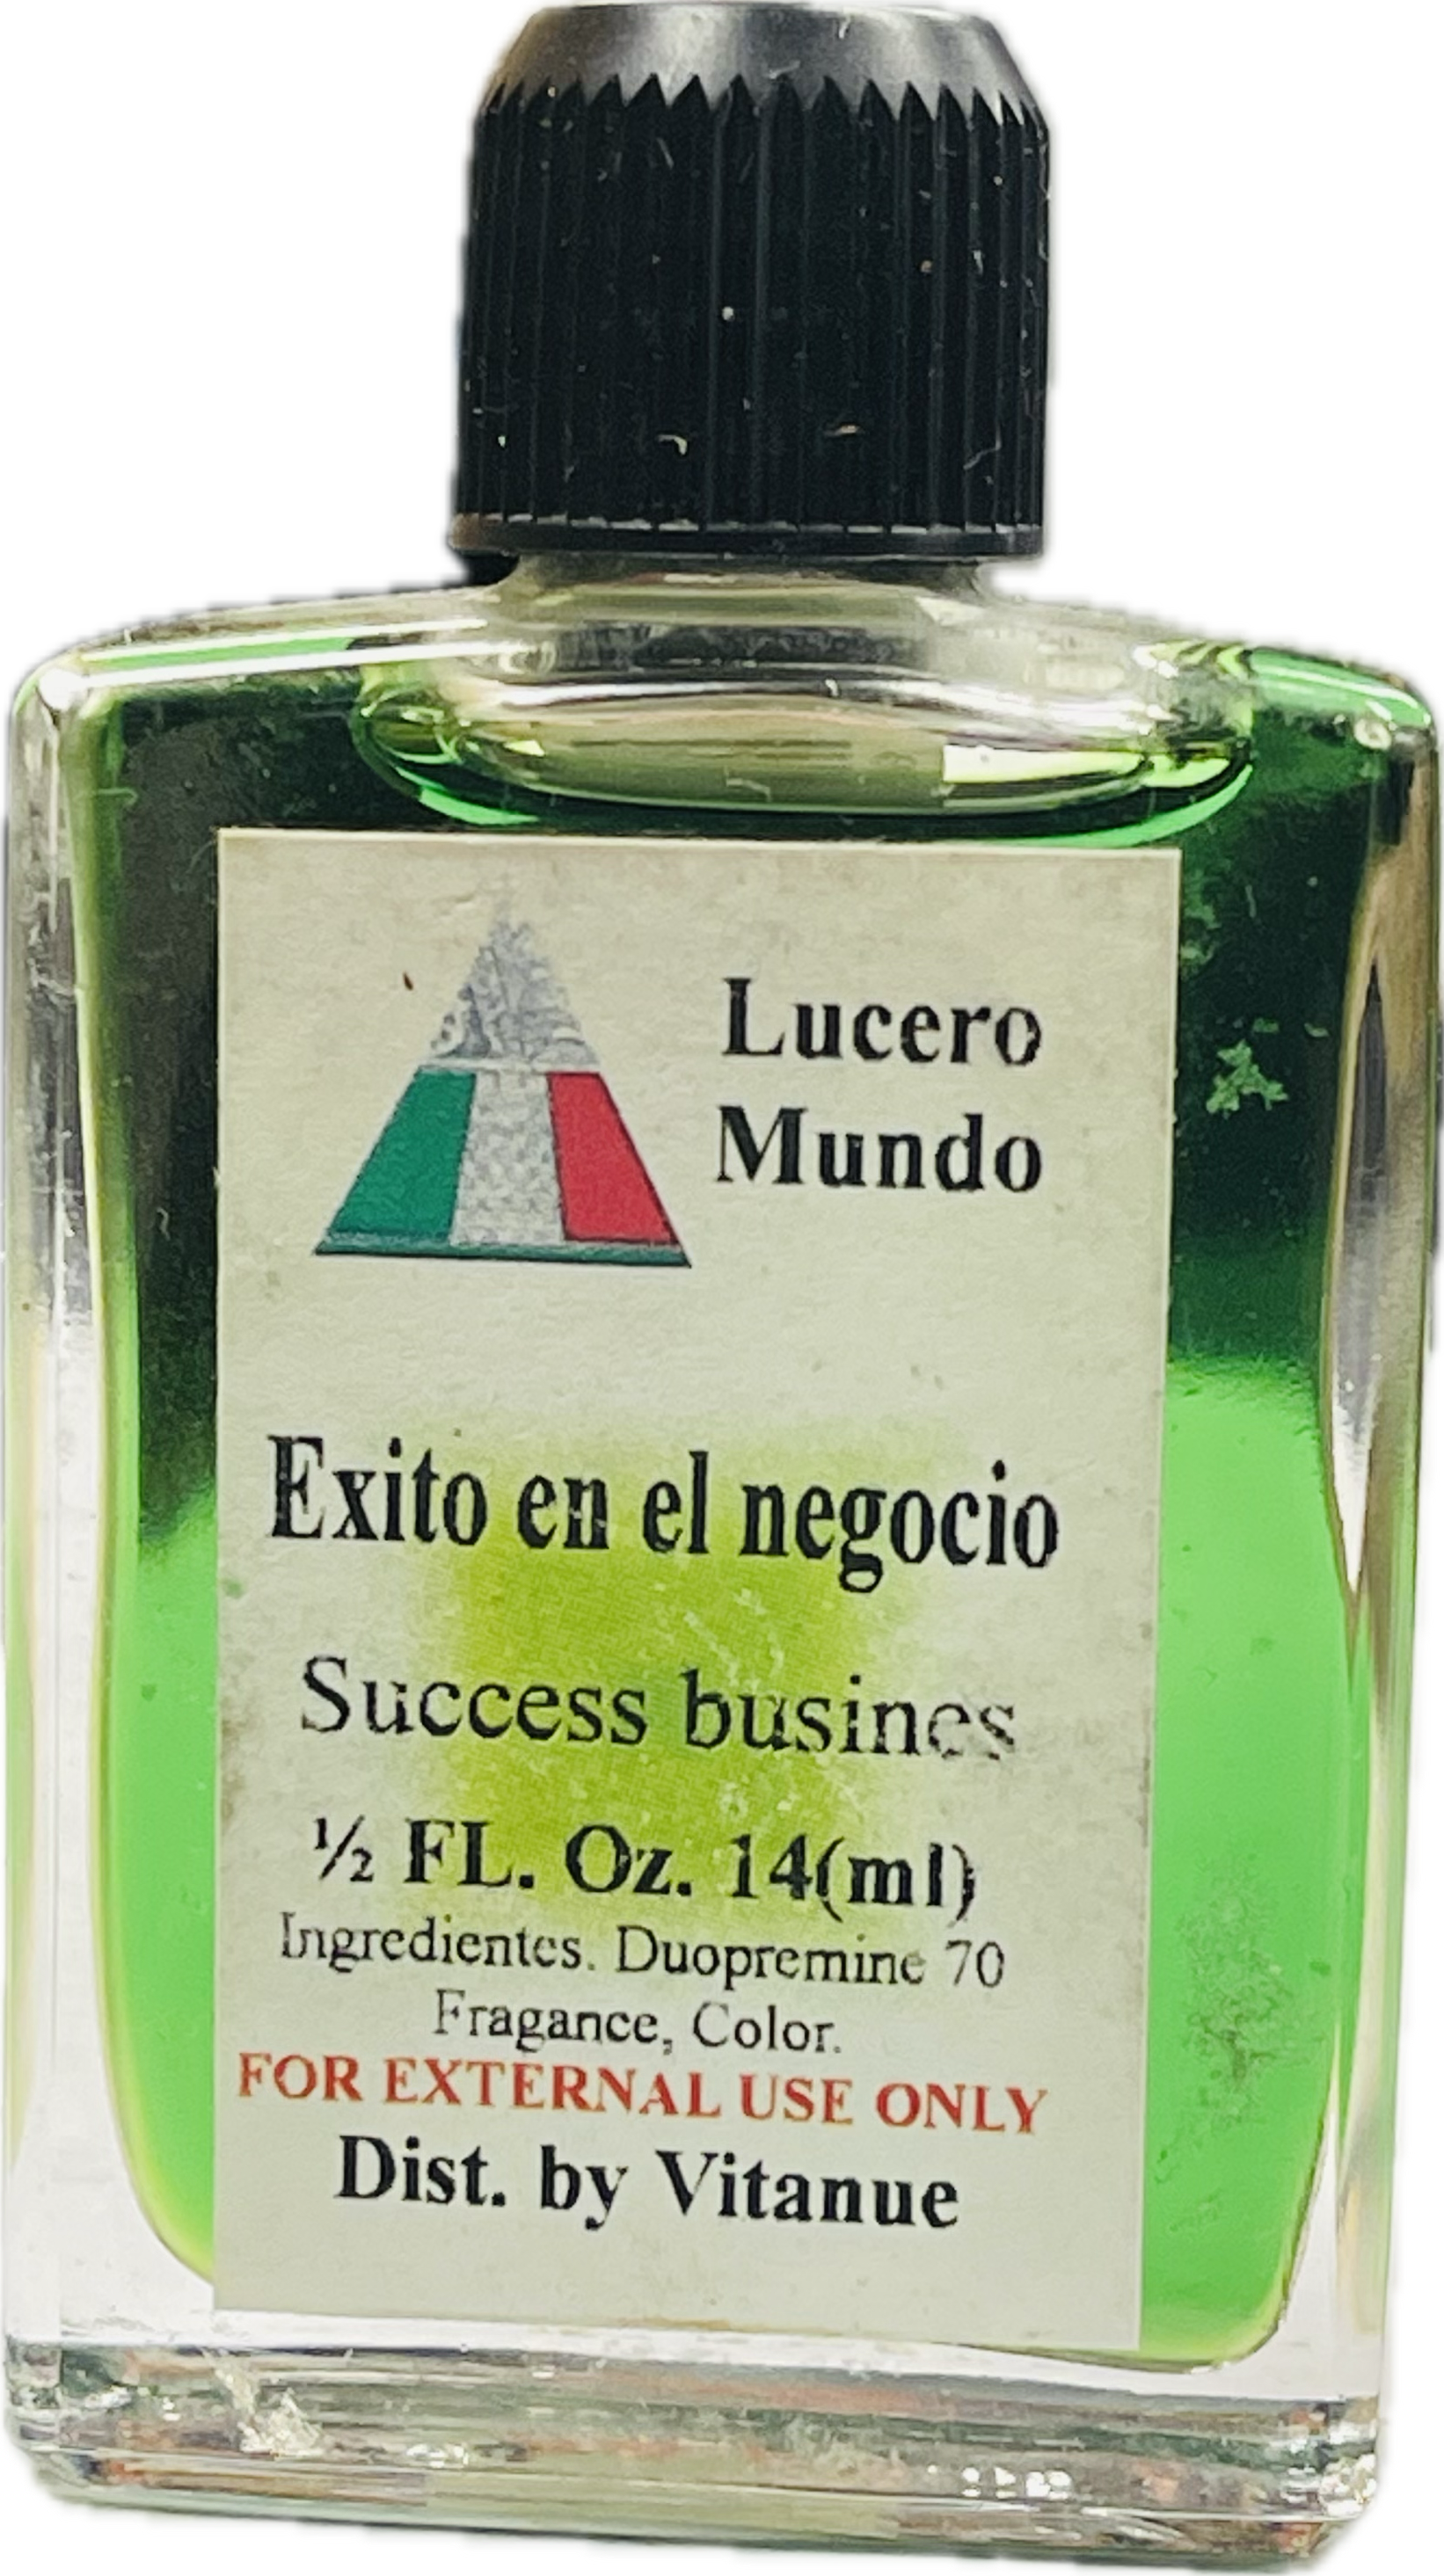 Lucero
Mundo
Exito en el negocio
Success busines
½ FL. Oz. 14(ml)
Ingredientes. Duopremine 70
Fragance, Color.
FOR EXTERNAL USE ONLY
Dist. by Vitanue